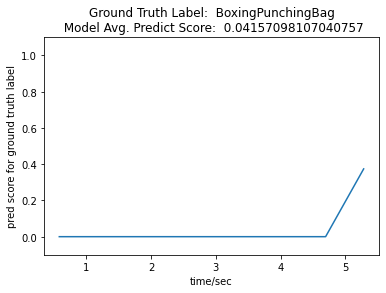 Ground Truth Label:  BoxingPunchingBag
Model Avg. Predict Score:  0.04157098107040757
pred score for ground truth label
1.0
0.8
0.6
0.4
0.2
0.0
1 2 3 4 5
time/sec